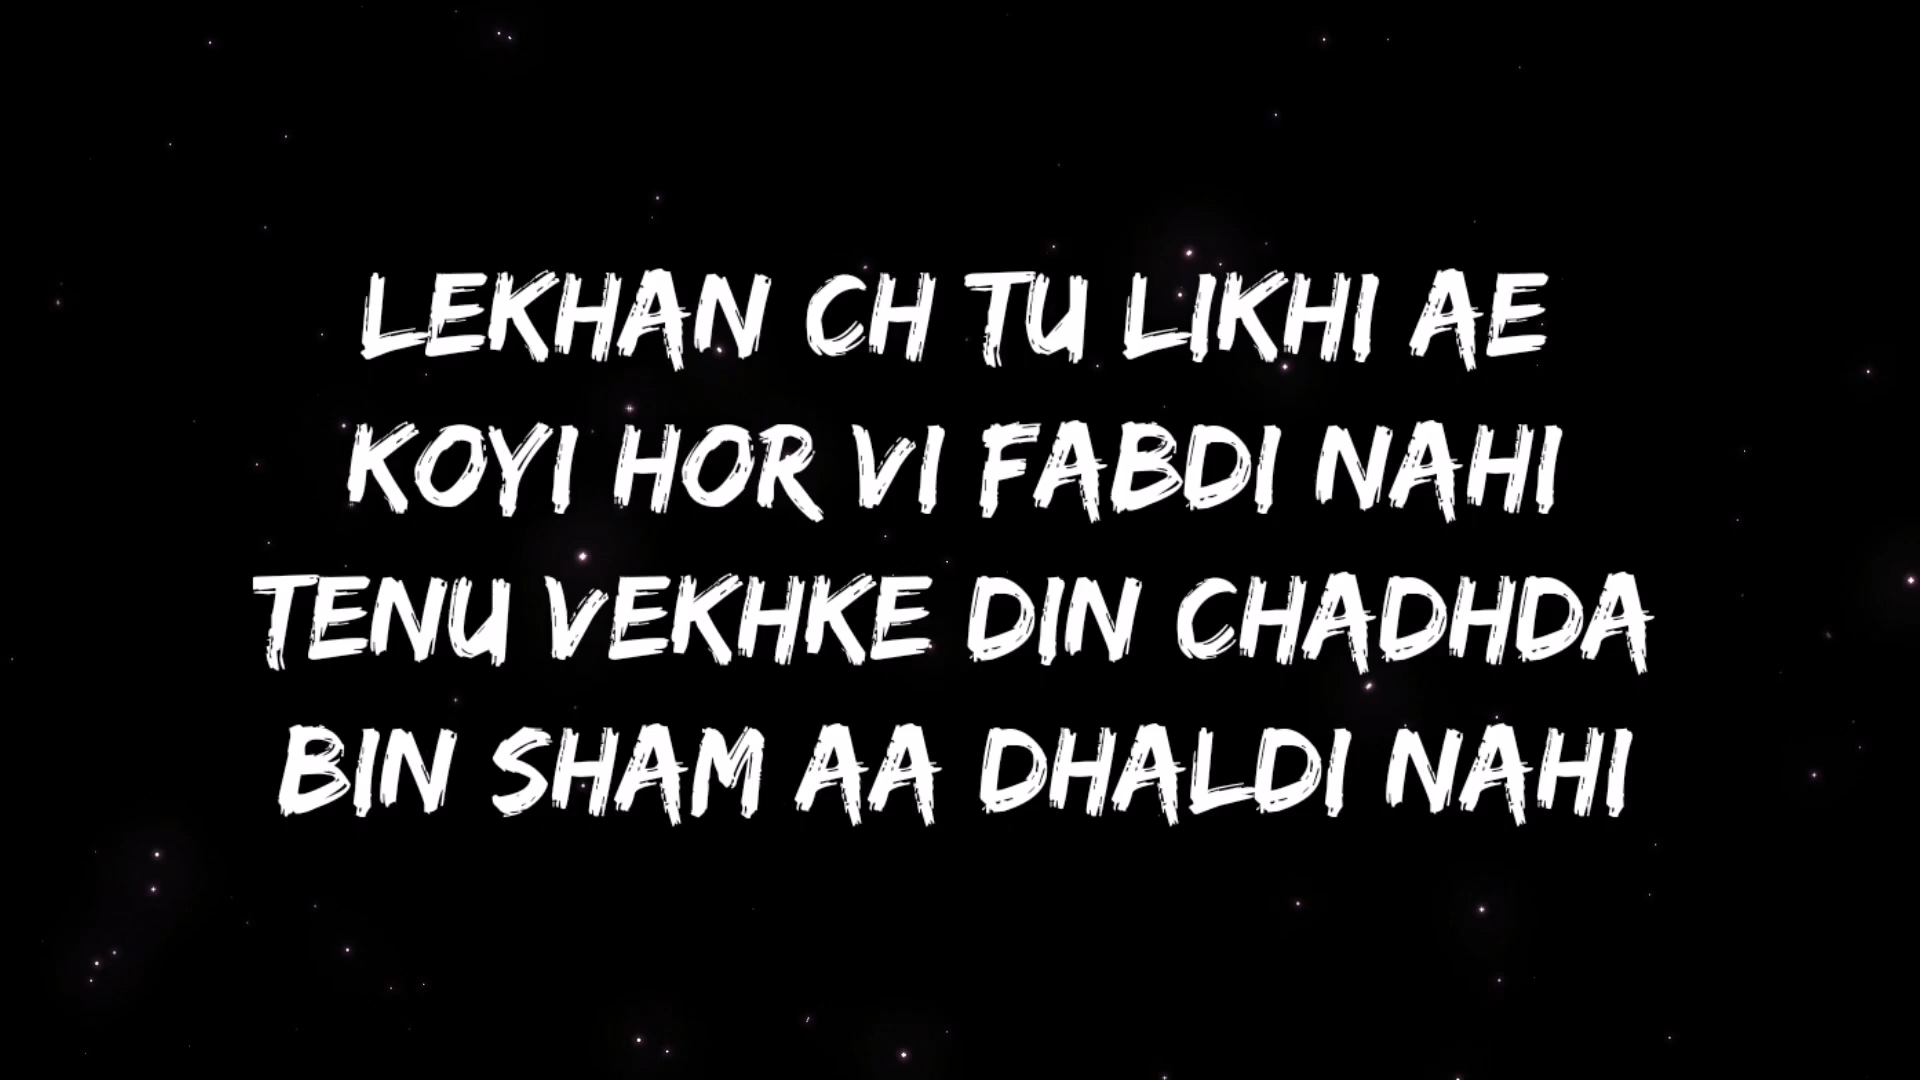 LEKHAN CH TU LIKHI AE
KOYI HOR VI FABDI NAHI
TENU VEKHKE DIN CHADHDA
BIN SHAM AA DHALDI NAHI